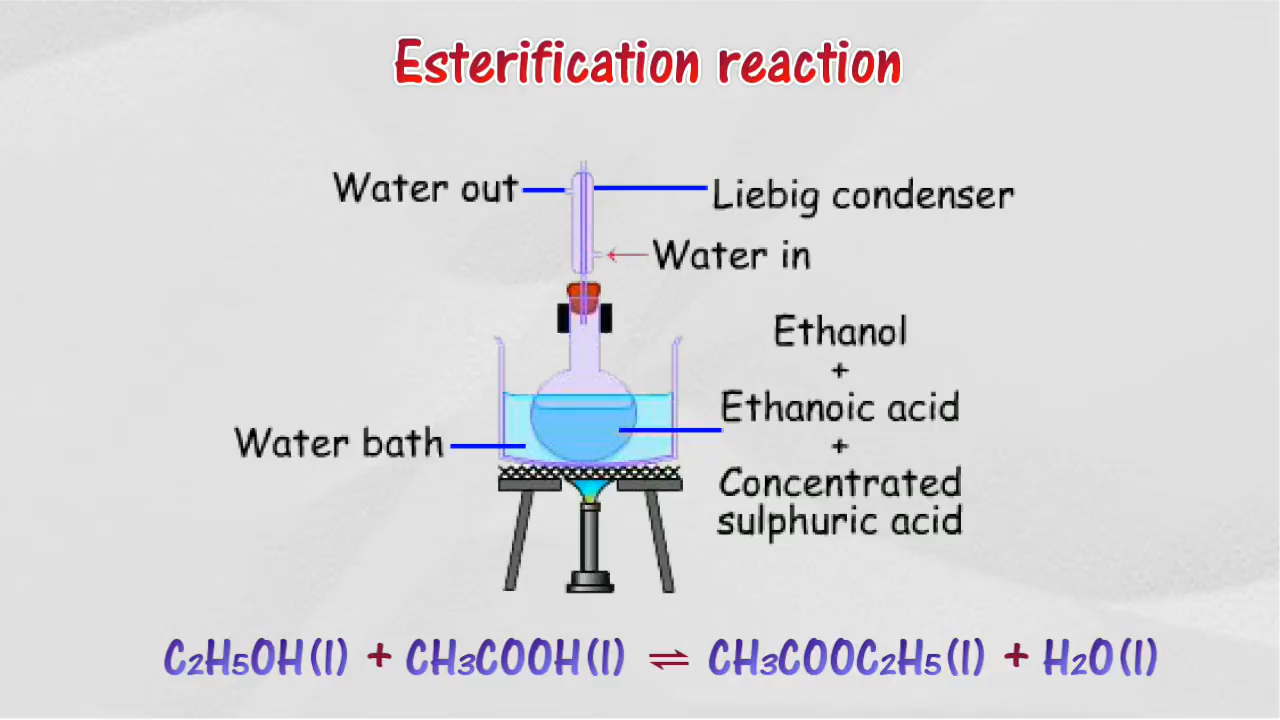 Esterification reaction
Water out
Liebig condenser
Water in
Ethanol
+
Ethanoic acid
+
Concentrated
sulphuric acid
Water bath
C₂H₅OH(l) + CH₃COOH(l) ⇌ CH₃COOC₂H₅(l) + H₂O(l)